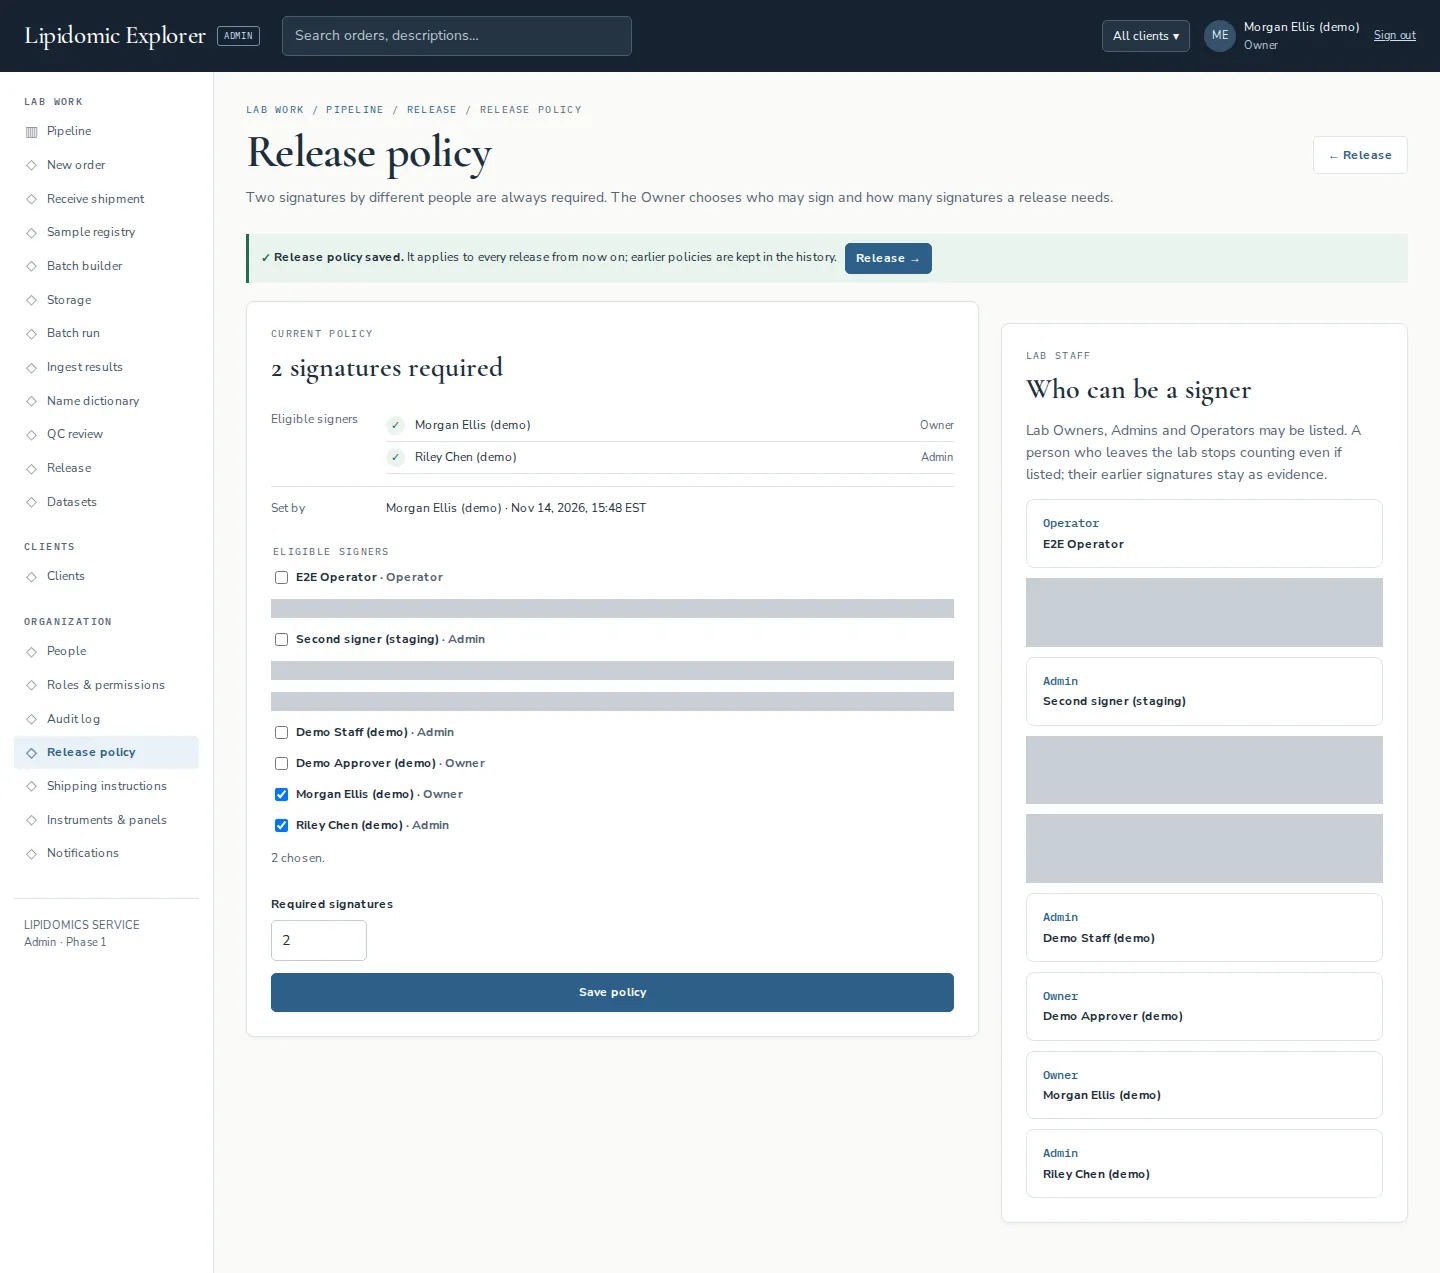 Lipidomic Explorer ADMIN
Search orders, descriptions...
All clients ▾
ME
Morgan Ellis (demo)
Owner
Sign out
LAB WORK
Pipeline
New order
Receive shipment
Sample registry
Batch builder
Storage
Batch run
Ingest results
Name dictionary
QC review
Release
Datasets
CLIENTS
Clients
ORGANIZATION
People
Roles & permissions
Audit log
Release policy
Shipping instructions
Instruments & panels
Notifications
LIPIDOMICS SERVICE
Admin · Phase 1
LAB WORK / PIPELINE / RELEASE / RELEASE POLICY
Release policy
← Release
Two signatures by different people are always required. The Owner chooses who may sign and how many signatures a release needs.
✓ Release policy saved. It applies to every release from now on; earlier policies are kept in the history. Release →
CURRENT POLICY
2 signatures required
Eligible signers
✓ Morgan Ellis (demo) Owner
✓ Riley Chen (demo) Admin
Set by Morgan Ellis (demo) · Nov 14, 2026, 15:48 EST
ELIGIBLE SIGNERS
E2E Operator · Operator
Second signer (staging) · Admin
Demo Staff (demo) · Admin
Demo Approver (demo) · Owner
Morgan Ellis (demo) · Owner
Riley Chen (demo) · Admin
2 chosen.
Required signatures
2
Save policy
LAB STAFF
Who can be a signer
Lab Owners, Admins and Operators may be listed. A
person who leaves the lab stops counting even if
listed; their earlier signatures stay as evidence.
Operator
E2E Operator
Admin
Second signer (staging)
Admin
Demo Staff (demo)
Owner
Demo Approver (demo)
Owner
Morgan Ellis (demo)
Admin
Riley Chen (demo)